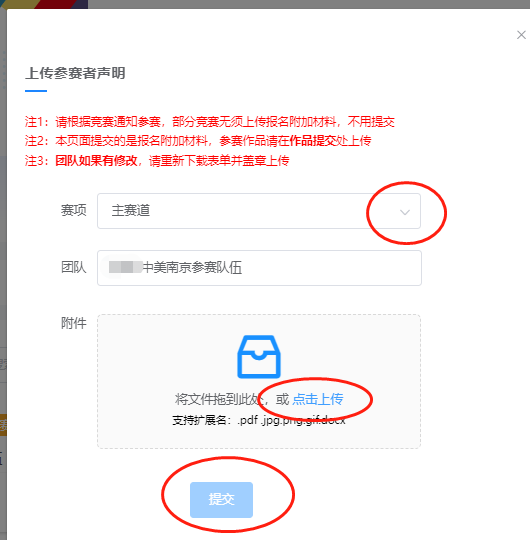 上传参赛者声明
注1：请根据竞赛通知参赛，部分竞赛无须上传报名附加材料，不用提交
注2：本页面提交的是报名附加材料，参赛作品请在作品提交处上传
注3：团队如果有修改，请重新下载表单并盖章上传
赛项 主赛道
团队 中美南京参赛队伍
附件
将文件拖到此处，或 点击上传
支持扩展名：.pdf .jpg.png.gif.docx
提交